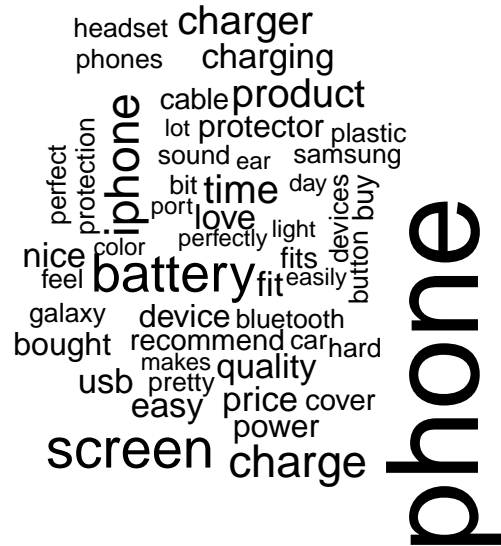 headset charger
phones charging
cable product
lot protector plastic
perfect
protection
iphone
sound ear samsung
bit time day
port love
devices
button
buy
perfectly light
nice color
feel battery fit fits easily
galaxy device bluetooth
bought recommend car hard
makes quality
usb pretty
easy price cover
power
screen charge
phone